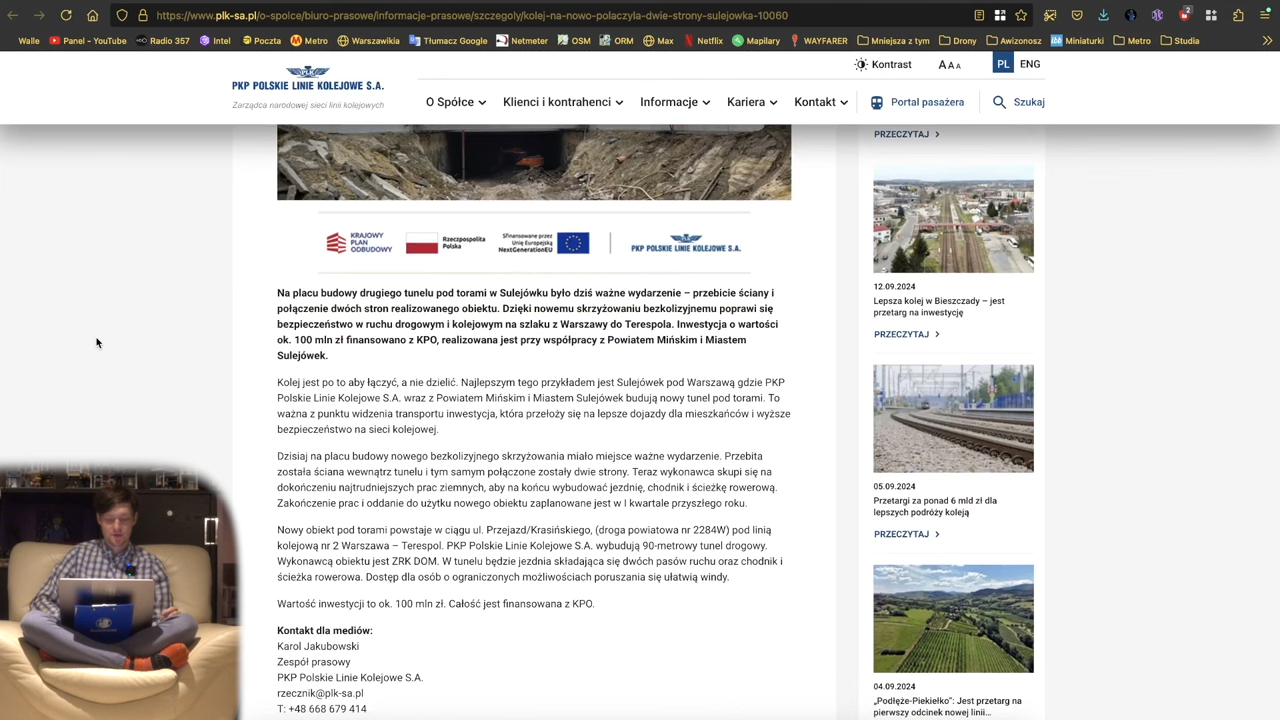 https://www.plk-sa.pl/o-spolce/biuro-prasowe/informacje-prasowe/szczegoly/kolej-na-nowo-polaczyla-dwie-strony-sulejowka-10060
Walle
Panel - YouTube
Radio 357
Intel
Poczta
Metro
Tłumacz Google
OSM
ORM
Max
Netflix
Mapilary
WAYFARER
Mniejsza z tym
Drony
Awizo
Miniaturki
Metro
Studia
Kontrast
A A A
PL ENG
PKP POLSKIE LINIE KOLEJOWE S.A.
Zarządca narodowej sieci linii kolejowych
O Spółce
Klienci i kontrahenci
Informacje
Kariera
Kontakt
Portal pasażera
Szukaj
KRAJOWY PLAN ODBUDOWY
Rzeczpospolita Polska
Sfinansowane przez Unię Europejską NextGenerationEU
PKP POLSKIE LINIE KOLEJOWE S.A.
Na placu budowy drugiego tunelu pod torami w Sulejówku było dziś ważne wydarzenie – przebicie ściany i
połączenie dwóch stron realizowanego obiektu. Dzięki nowemu skrzyżowaniu bezkolizyjnemu poprawi się
bezpieczeństwo w ruchu drogowym i kolejowym na szlaku z Warszawy do Terespola. Inwestycja o wartości
ok. 100 mln zł finansowano z KPO, realizowana jest przy współpracy z Powiatem Mińskim i Miastem
Sulejówek.
Kolej jest po to aby łączyć, a nie dzielić. Najlepszym tego przykładem jest Sulejówek pod Warszawą gdzie PKP
Polskie Linie Kolejowe S.A. wraz z Powiatem Mińskim i Miastem Sulejówek budują nowy tunel pod torami. To
ważna z punktu widzenia transportu inwestycja, która przełoży się na lepsze dojazdy dla mieszkańców i wyższe
bezpieczeństwo na sieci kolejowej.
Dzisiaj na placu budowy nowego bezkolizyjnego skrzyżowania miało miejsce ważne wydarzenie. Przebita
została ściana wewnątrz tunelu i tym samym połączone zostały dwie strony. Teraz wykonawca skupi się na
dokończeniu najtrudniejszych prac ziemnych, aby na końcu wybudować jezdnię, chodnik i ścieżkę rowerową.
Zakończenie prac i oddanie do użytku nowego obiektu zaplanowane jest w I kwartale przyszłego roku.
Nowy obiekt pod torami powstaje w ciągu ul. Przejazd/Krasińskiego, (droga powiatowa nr 2284W) pod linią
kolejową nr 2 Warszawa – Terespol. PKP Polskie Linie Kolejowe S.A. wybudują 90-metrowy tunel drogowy.
Wykonawcą obiektu jest ZRK DOM. W tunelu będzie jezdnia składająca się dwóch pasów ruchu oraz chodnik i
ścieżka rowerowa. Dostęp dla osób o ograniczonych możliwościach poruszania się ułatwią windy.
Wartość inwestycji to ok. 100 mln zł. Całość jest finansowana z KPO.
Kontakt dla mediów:
Karol Jakubowski
Zespół prasowy
PKP Polskie Linie Kolejowe S.A.
rzecznik@plk-sa.pl
T: +48 668 679 414
PRZECZYTAJ
12.09.2024
Lepsza kolej w Bieszczady – jest
przetarg na inwestycję
PRZECZYTAJ
05.09.2024
Przetargi za ponad 6 mld zł dla
lepszych podróży koleją
PRZECZYTAJ
04.09.2024
„Podłęże-Piekiełko": Jest przetarg na
pierwszy odcinek nowej linii...